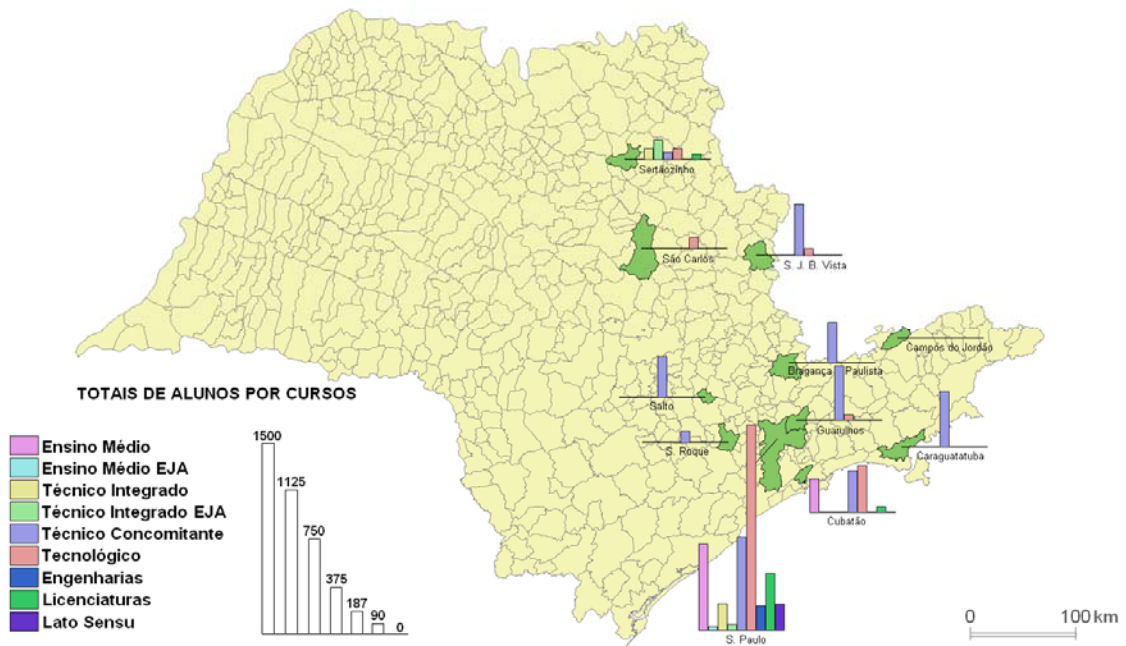 Sertãozinho
São Carlos
S. J. B. Vista
Campos do Jordão
Bragança Paulista
TOTAIS DE ALUNOS POR CURSOS
Salto
Guarulhos
S. Roque
Caraguatatuba
Cubatão
S. Paulo
Ensino Médio
Ensino Médio EJA
Técnico Integrado
Técnico Integrado EJA
Técnico Concomitante
Tecnológico
Engenharias
Licenciaturas
Lato Sensu
1500
1125
750
375
187
90
0
0 100 km